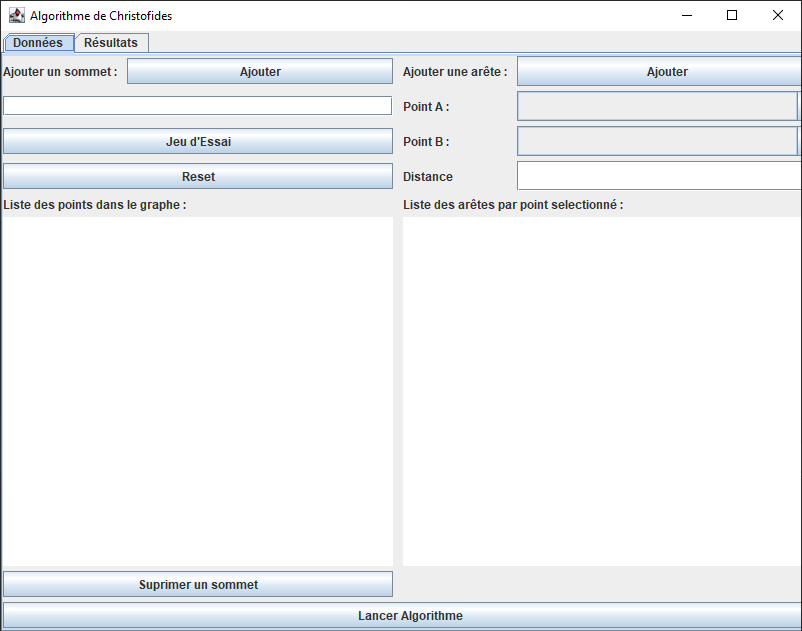 Algorithme de Christofides
Données Résultats
Ajouter un sommet : Ajouter Ajouter une arête : Ajouter
Point A :
Jeu d'Essai Point B :
Reset Distance
Liste des points dans le graphe : Liste des arêtes par point selectionné :
Suprimer un sommet
Lancer Algorithme